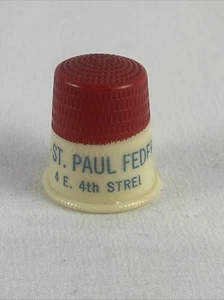 ST. PAUL FEDE
4 E. 4th STRE